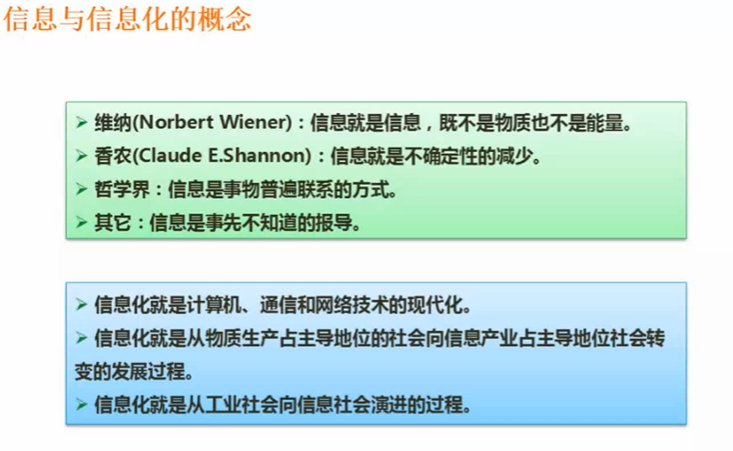 信息与信息化的概念
➢ 维纳(Norbert Wiener)：信息就是信息，既不是物质也不是能量。
➢ 香农(Claude E.Shannon)：信息就是不确定性的减少。
➢ 哲学界：信息是事物普遍联系的方式。
➢ 其它：信息是事先不知道的报导。
➢ 信息化就是计算机、通信和网络技术的现代化。
➢ 信息化就是从物质生产占主导地位的社会向信息产业占主导地位社会转
变的发展过程。
➢ 信息化就是从工业社会向信息社会演进的过程。